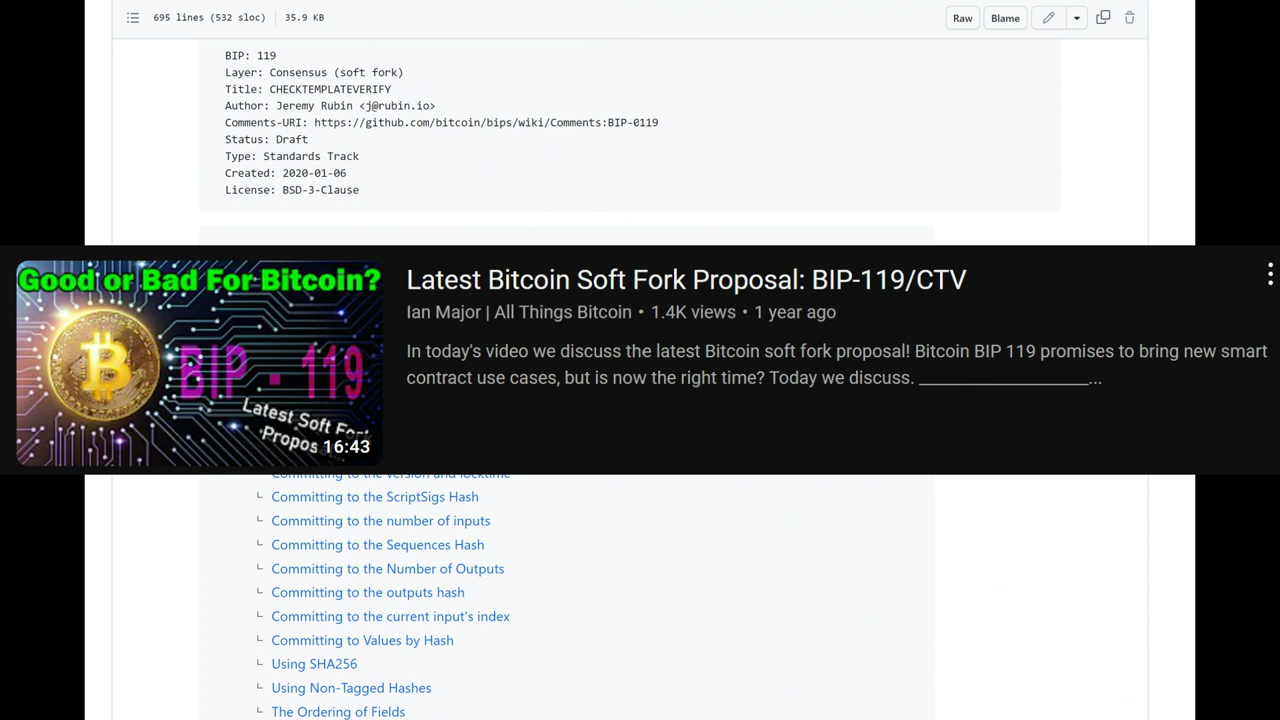 695 lines (532 sloc) 35.9 KB Raw Blame
BIP: 119
Layer: Consensus (soft fork)
Title: CHECKTEMPLATEVERIFY
Author: Jeremy Rubin <j@rubin.io>
Comments-URI: https://github.com/bitcoin/bips/wiki/Comments:BIP-0119
Status: Draft
Type: Standards Track
Created: 2020-01-06
License: BSD-3-Clause
Good or Bad For Bitcoin?
BIP - 119
Latest Soft Fork
Propos
16:43
Latest Bitcoin Soft Fork Proposal: BIP-119/CTV
Ian Major | All Things Bitcoin • 1.4K views • 1 year ago
In today's video we discuss the latest Bitcoin soft fork proposal! Bitcoin BIP 119 promises to bring new smart
contract use cases, but is now the right time? Today we discuss. ___________________...
Committing to the version and locktime
Committing to the ScriptSigs Hash
Committing to the number of inputs
Committing to the Sequences Hash
Committing to the Number of Outputs
Committing to the outputs hash
Committing to the current input's index
Committing to Values by Hash
Using SHA256
Using Non-Tagged Hashes
The Ordering of Fields